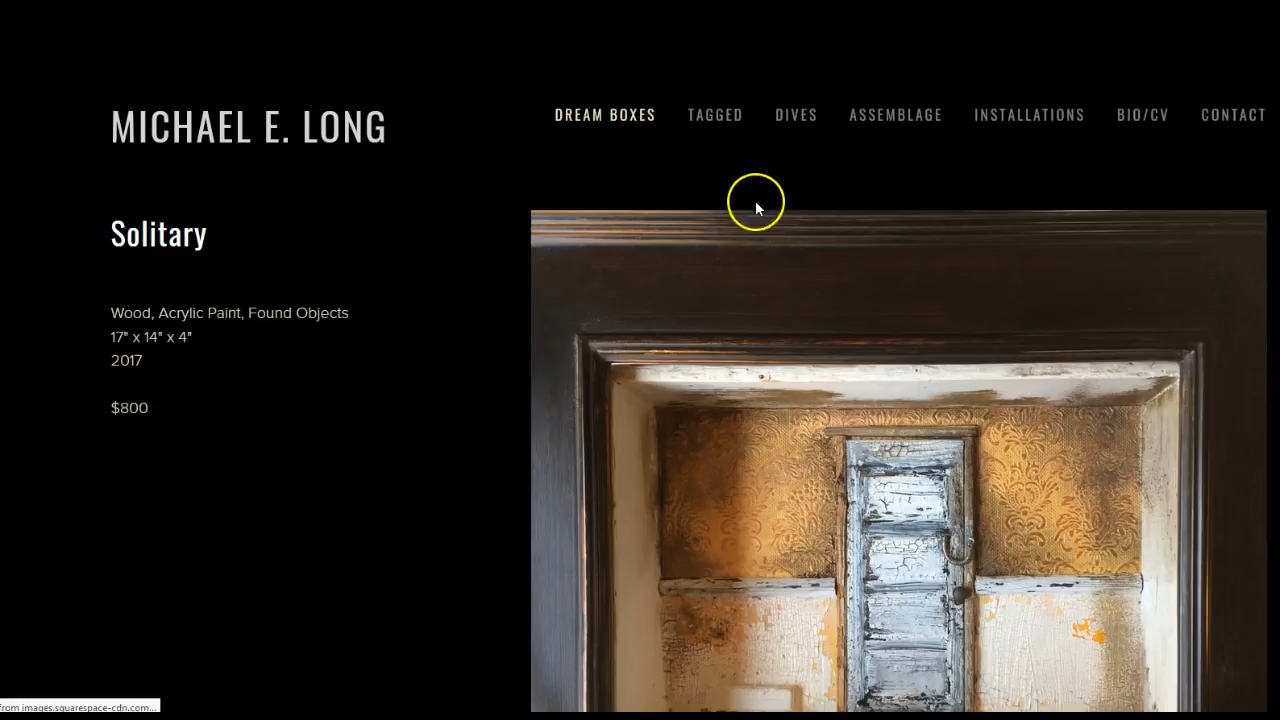 MICHAEL E. LONG
DREAM BOXES TAGGED DIVES ASSEMBLAGE INSTALLATIONS BIO/CV CONTACT
Solitary
Wood, Acrylic Paint, Found Objects
17" x 14" x 4"
2017
$800
from images.squarespace-cdn.com...